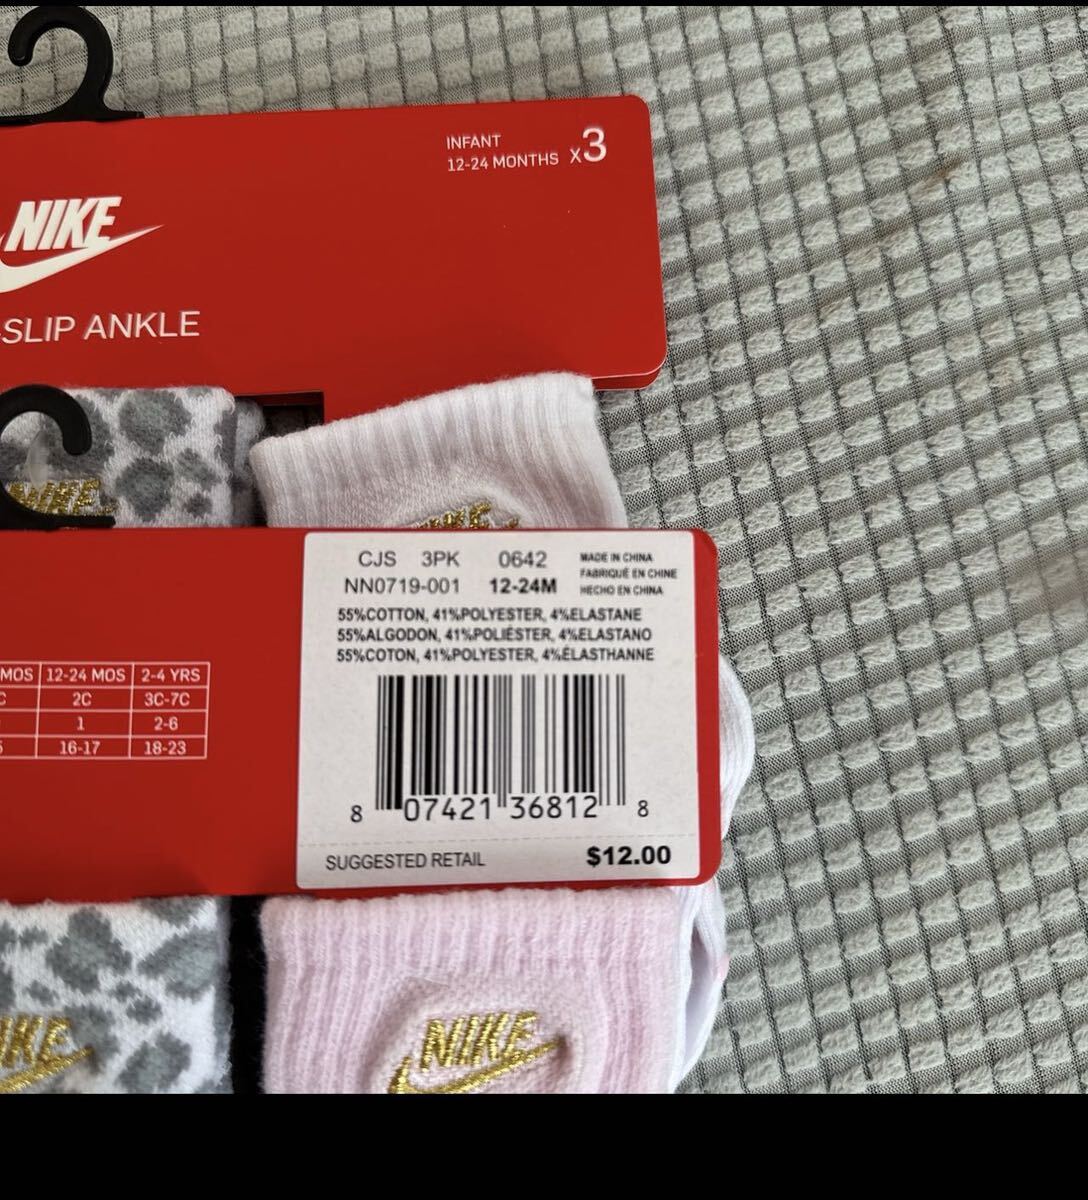 INFANT
12-24 MONTHS x3
NIKE
-SLIP ANKLE
NIKE
NIKE
CJS 3PK 0642
NN0719-001 12-24M
MADE IN CHINA
FABRIQUÉ EN CHINE
HECHO EN CHINA
55%COTTON, 41%POLYESTER, 4%ELASTANE
55%ALGODON, 41%POLIÉSTER, 4%ELASTANO
55%COTON, 41%POLYESTER, 4%ÉLASTHANNE
MOS 12-24 MOS 2-4 YRS
C 2C 3C-7C
1 2-6
16-17 18-23
8 07421 36812 8
SUGGESTED RETAIL $12.00
NIKE
NIKE